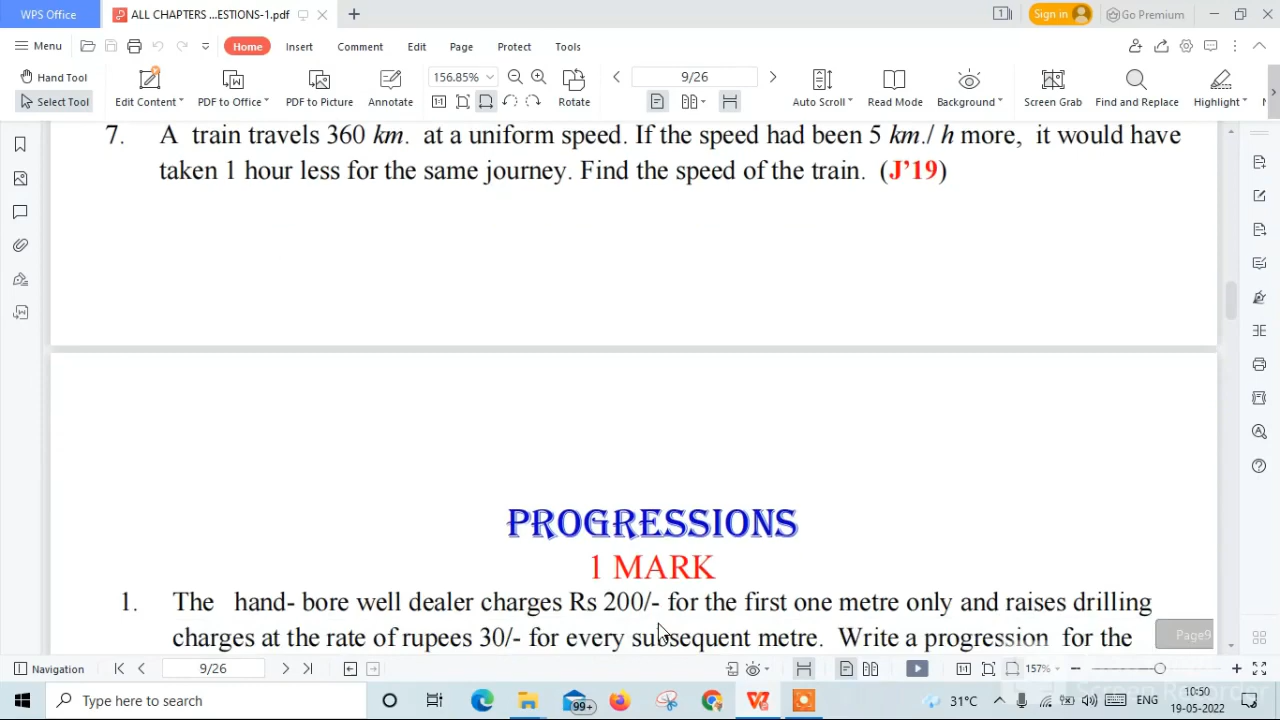 WPS Office
ALL CHAPTERS ...ESTIONS-1.pdf
Sign in
Go Premium
Menu
Home
Insert
Comment
Edit
Page
Protect
Tools
Hand Tool
Select Tool
Edit Content
PDF to Office
PDF to Picture
Annotate
156.85%
Rotate
9/26
Auto Scroll
Read Mode
Background
Screen Grab
Find and Replace
Highlight
7. A train travels 360 km. at a uniform speed. If the speed had been 5 km./ h more, it would have
taken 1 hour less for the same journey. Find the speed of the train. (J’19)
PROGRESSIONS
1 MARK
1. The hand- bore well dealer charges Rs 200/- for the first one metre only and raises drilling
charges at the rate of rupees 30/- for every subsequent metre. Write a progression for the
Page9
Navigation
9/26
157%
Type here to search
99+
31°C
ENG
10:50
19-05-2022